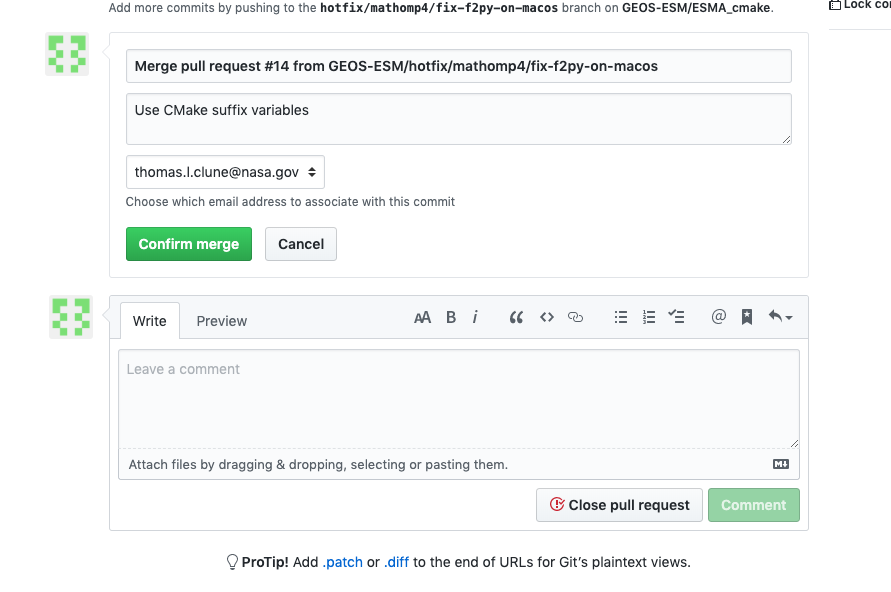 Add more commits by pushing to the hotfix/mathomp4/fix-f2py-on-macos branch on GEOS-ESM/ESMA_cmake.
Lock
Merge pull request #14 from GEOS-ESM/hotfix/mathomp4/fix-f2py-on-macos
Use CMake suffix variables
thomas.l.clune@nasa.gov
Choose which email address to associate with this commit
Confirm merge Cancel
Write Preview AA B i @
Leave a comment
Attach files by dragging & dropping, selecting or pasting them.
Close pull request Comment
ProTip! Add .patch or .diff to the end of URLs for Git's plaintext views.